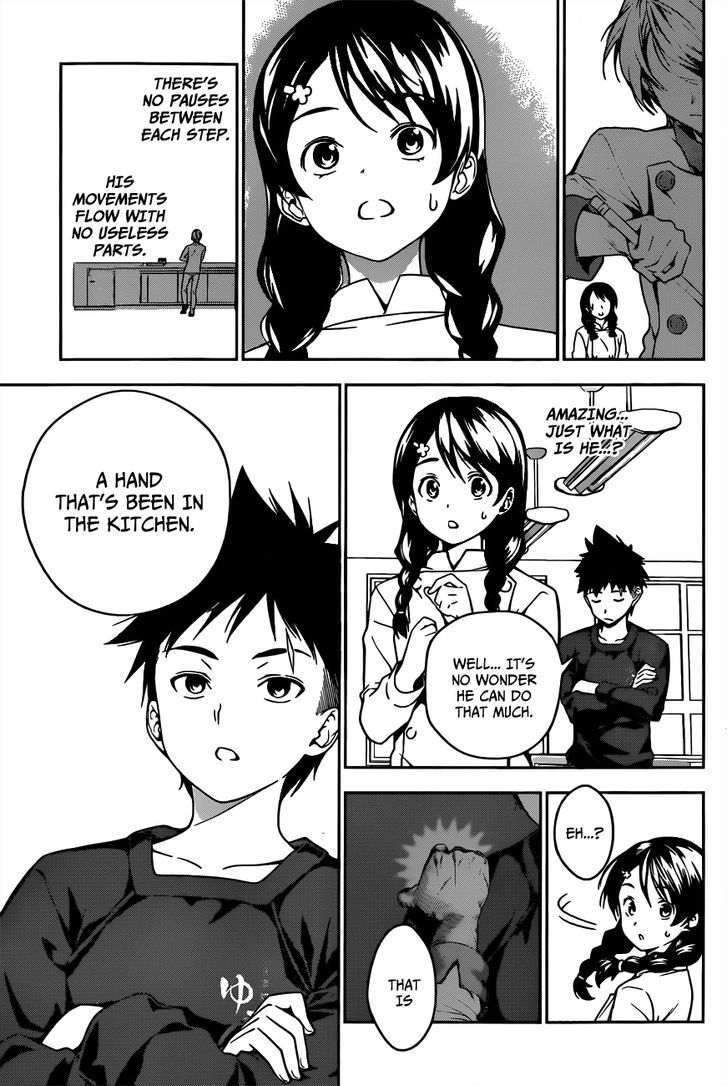 THERE'S
NO PAUSES
BETWEEN
EACH STEP.
HIS
MOVEMENTS
FLOW WITH
NO USELESS
PARTS.
AMAZING...
JUST WHAT
IS HE...?
WELL... IT'S
NO WONDER
HE CAN DO
THAT MUCH.
EH...?
THAT
IS
A HAND
THAT'S BEEN IN
THE KITCHEN.
ゆ